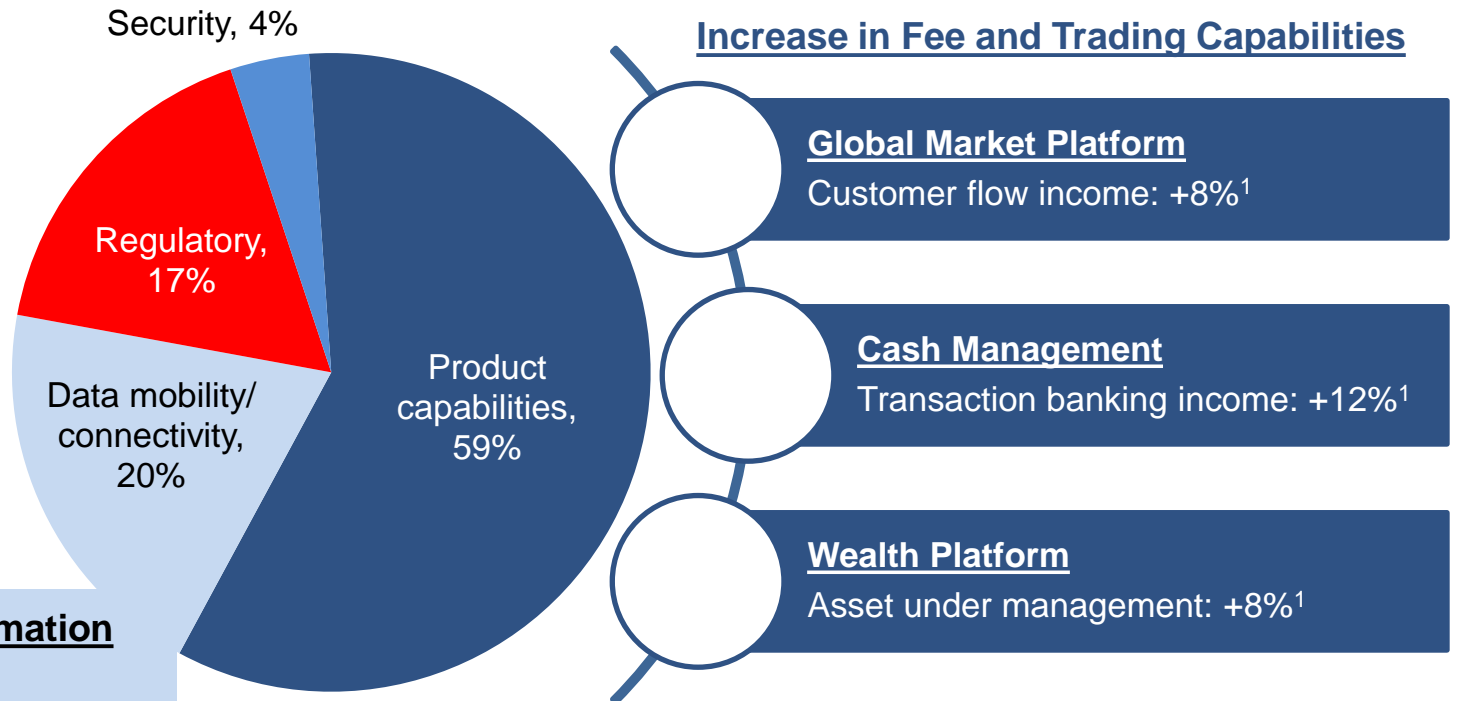 Security, 4%
Increase in Fee and Trading Capabilities
Regulatory,
17%
Data mobility/
connectivity,
20%
Product
capabilities,
59%
Global Market Platform
Customer flow income: +8%¹
Cash Management
Transaction banking income: +12%¹
Wealth Platform
Asset under management: +8%¹
mation